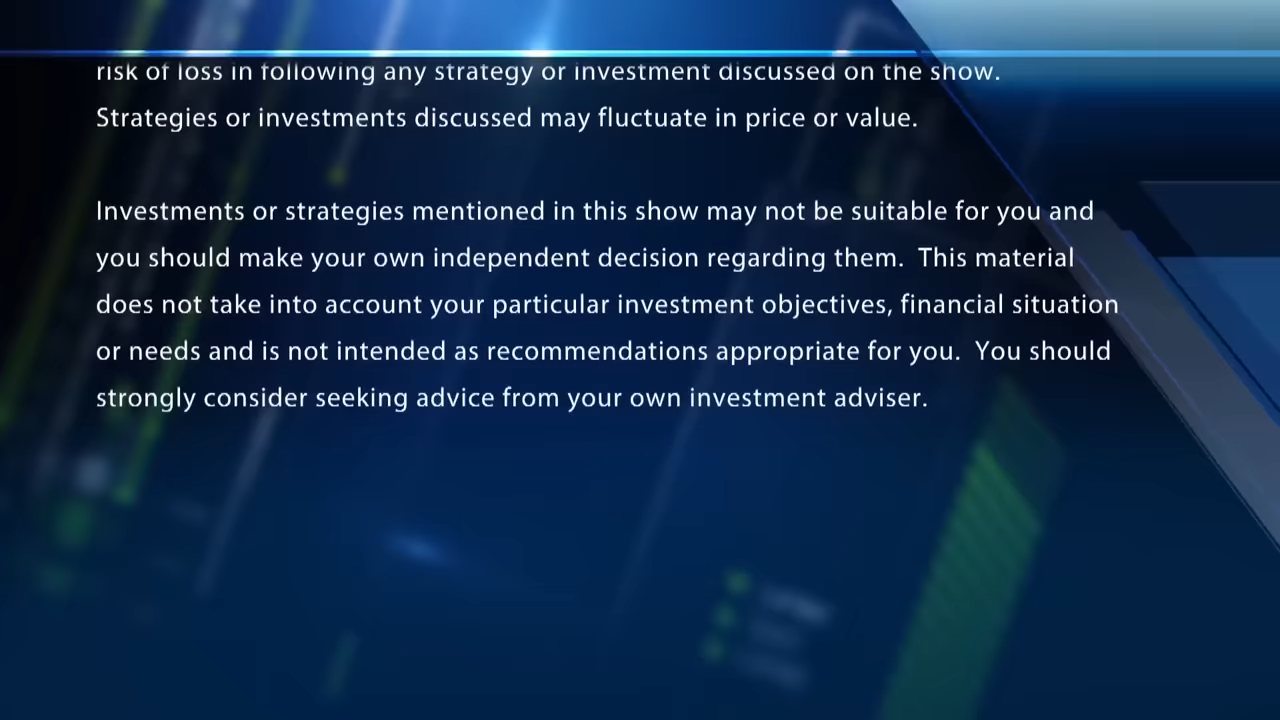 risk of loss in following any strategy or investment discussed on the show.
Strategies or investments discussed may fluctuate in price or value.
Investments or strategies mentioned in this show may not be suitable for you and
you should make your own independent decision regarding them.  This material
does not take into account your particular investment objectives, financial situation
or needs and is not intended as recommendations appropriate for you.  You should
strongly consider seeking advice from your own investment adviser.